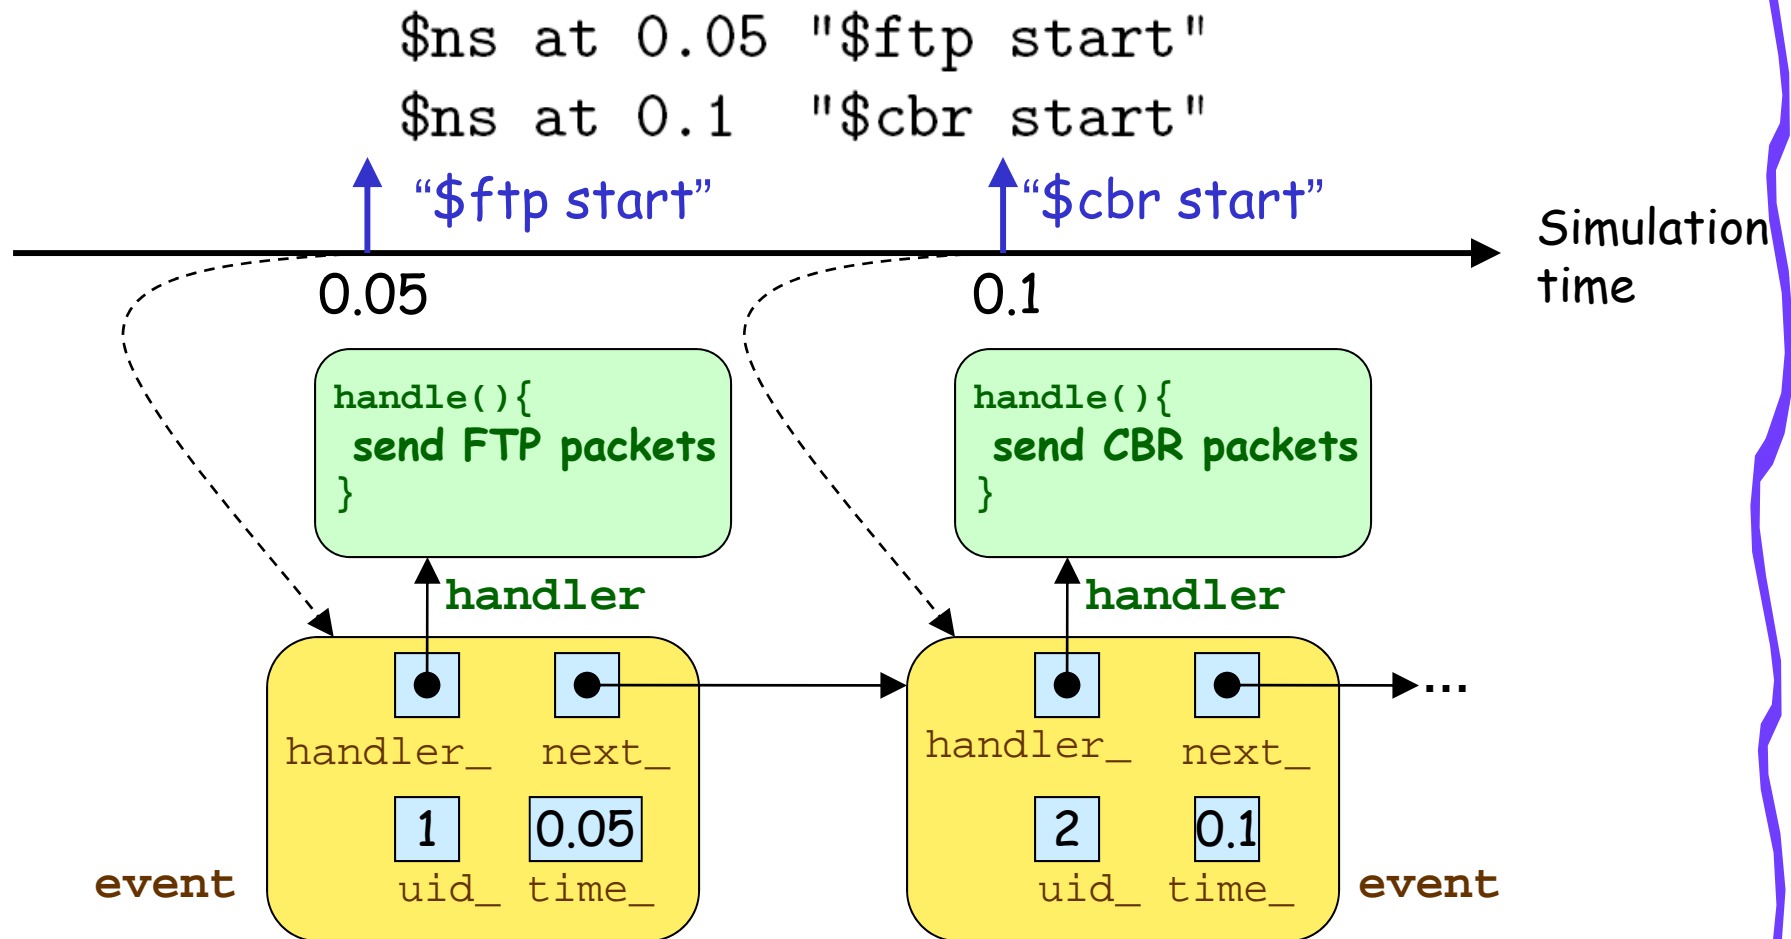 $ns at 0.05 "$ftp start"
$ns at 0.1 "$cbr start"
“$ftp start”
“$cbr start”
Simulation
time
0.05
0.1
handle(){
send FTP packets
}
handle(){
send CBR packets
}
handler
handler
...
handler_ next_
handler_ next_
1 0.05
2 0.1
uid_ time_
uid_ time_
event
event